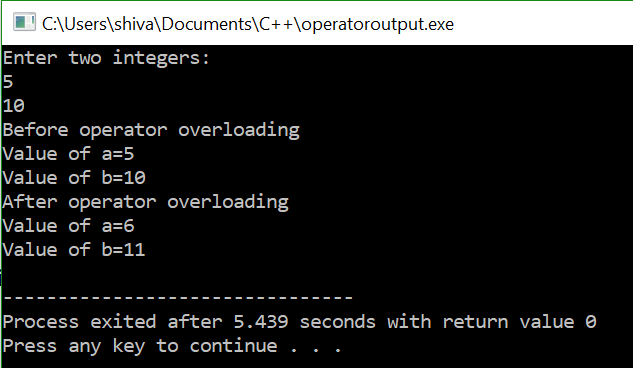 C:\Users\shiva\Documents\C++\operatoroutput.exe
Enter two integers:
5
10
Before operator overloading
Value of a=5
Value of b=10
After operator overloading
Value of a=6
Value of b=11
--------------------------------
Process exited after 5.439 seconds with return value 0
Press any key to continue . . .